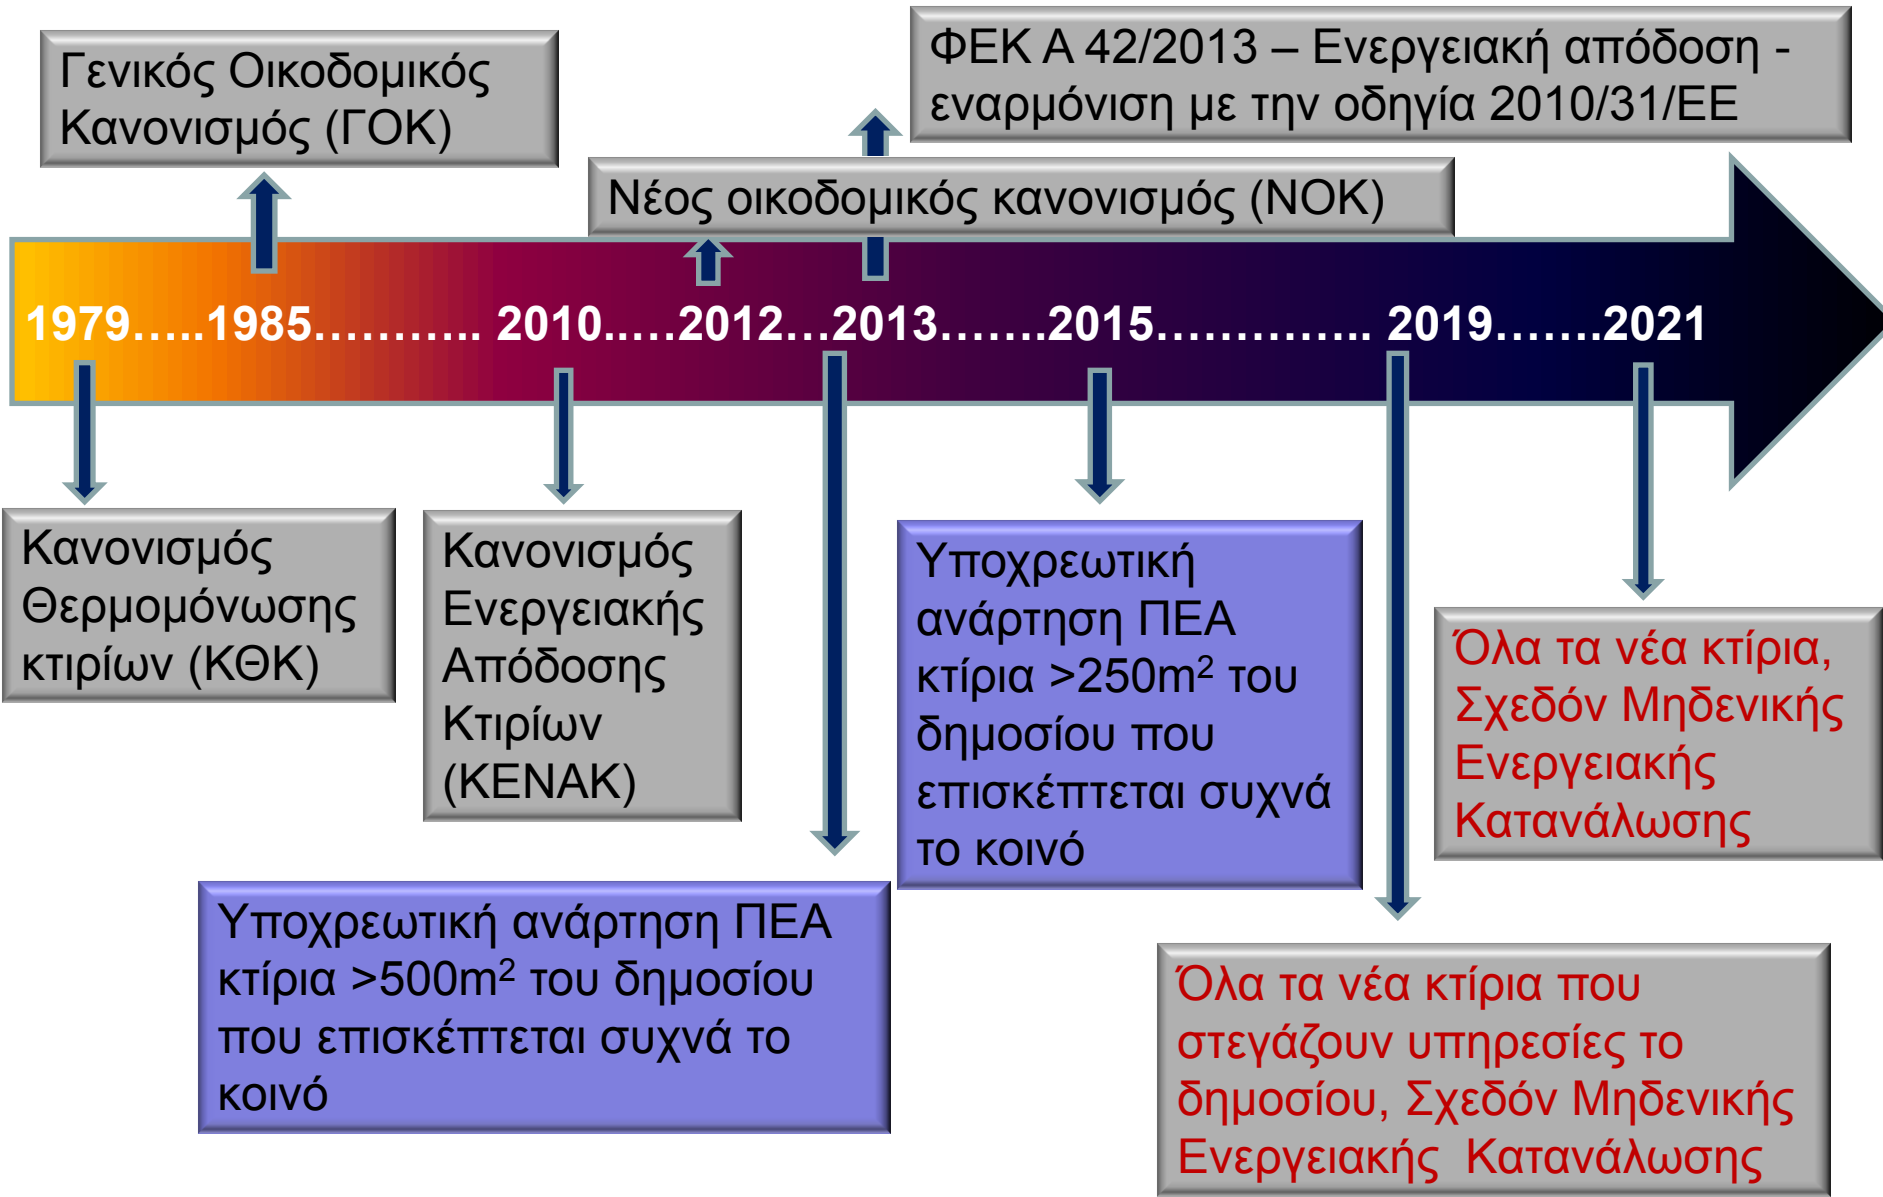 Γενικός Οικοδομικός
Κανονισμός (ΓΟΚ)
ΦΕΚ Α 42/2013 – Ενεργειακή απόδοση -
εναρμόνιση με την οδηγία 2010/31/ΕΕ
Νέος οικοδομικός κανονισμός (ΝΟΚ)
1979…..1985……….. 2010..…2012…2013…….2015………….. 2019…….2021
Κανονισμός
Θερμομόνωσης
κτιρίων (ΚΘΚ)
Κανονισμός
Ενεργειακής
Απόδοσης
Κτιρίων
(ΚΕΝΑΚ)
Υποχρεωτική
ανάρτηση ΠΕΑ
κτίρια >250m² του
δημοσίου που
επισκέπτεται συχνά
το κοινό
Όλα τα νέα κτίρια,
Σχεδόν Μηδενικής
Ενεργειακής
Κατανάλωσης
Υποχρεωτική ανάρτηση ΠΕΑ
κτίρια >500m² του δημοσίου
που επισκέπτεται συχνά το
κοινό
Όλα τα νέα κτίρια που
στεγάζουν υπηρεσίες το
δημοσίου, Σχεδόν Μηδενικής
Ενεργειακής Κατανάλωσης